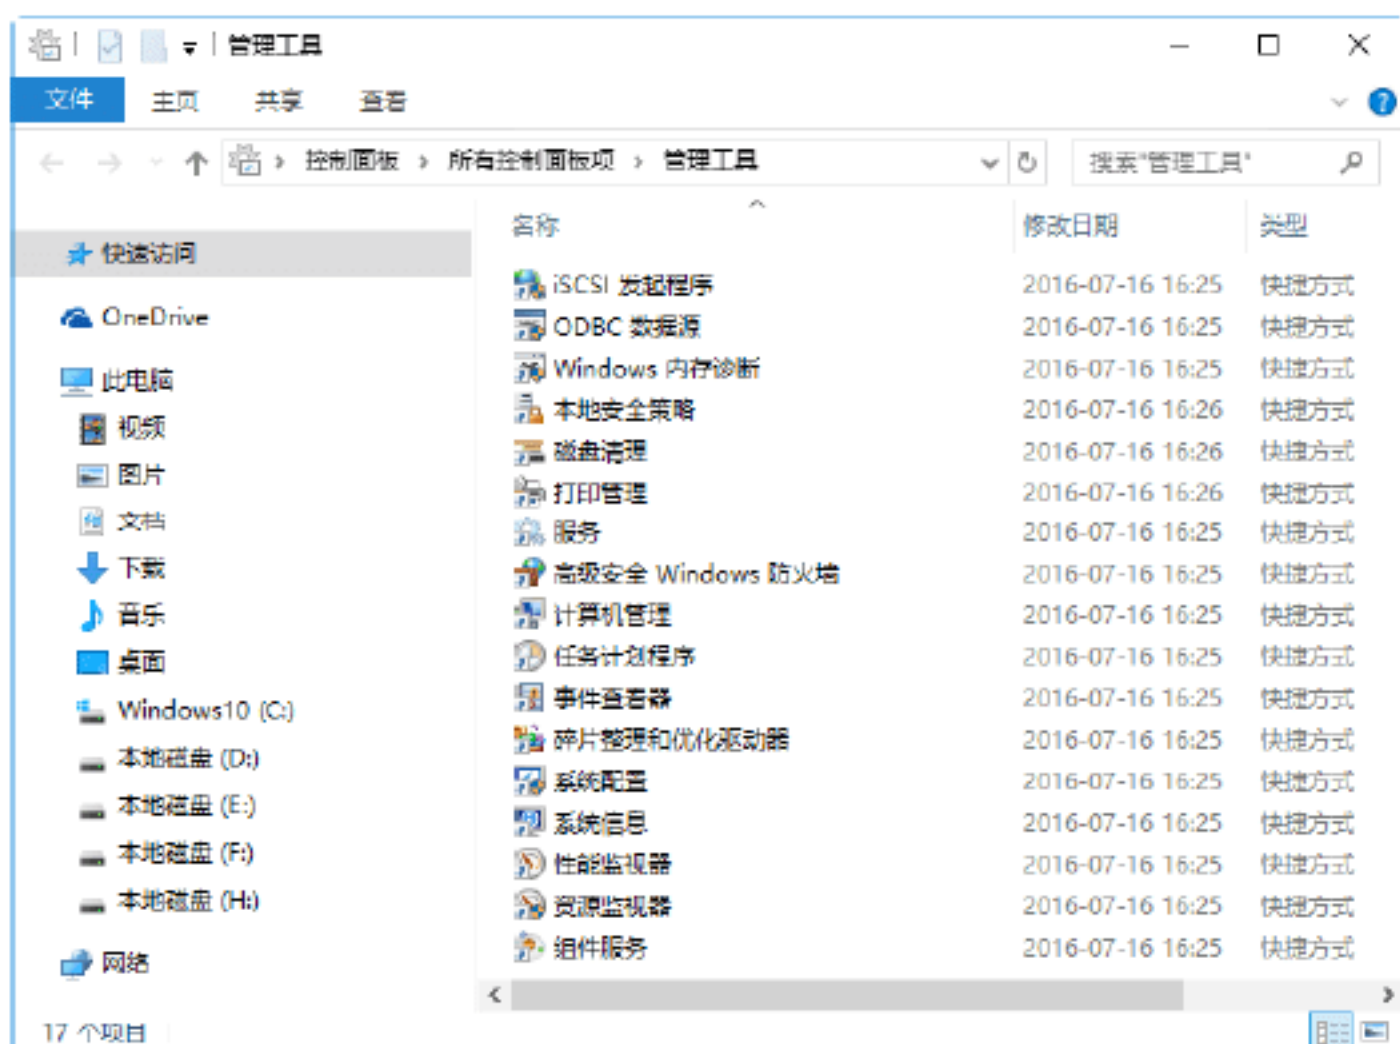 管理工具
文件 主页 共享 查看
控制面板 › 所有控制面板项 › 管理工具 搜索"管理工具"
名称 修改日期 类型
快速访问
OneDrive
此电脑
视频
图片
文档
下载
音乐
桌面
Windows10 (C:)
本地磁盘 (D:)
本地磁盘 (E:)
本地磁盘 (F:)
本地磁盘 (H:)
网络
iSCSI 发起程序 2016-07-16 16:25 快捷方式
ODBC 数据源 2016-07-16 16:25 快捷方式
Windows 内存诊断 2016-07-16 16:25 快捷方式
本地安全策略 2016-07-16 16:26 快捷方式
磁盘清理 2016-07-16 16:26 快捷方式
打印管理 2016-07-16 16:26 快捷方式
服务 2016-07-16 16:25 快捷方式
高级安全 Windows 防火墙 2016-07-16 16:25 快捷方式
计算机管理 2016-07-16 16:25 快捷方式
任务计划程序 2016-07-16 16:25 快捷方式
事件查看器 2016-07-16 16:25 快捷方式
碎片整理和优化驱动器 2016-07-16 16:25 快捷方式
系统配置 2016-07-16 16:25 快捷方式
系统信息 2016-07-16 16:25 快捷方式
性能监视器 2016-07-16 16:25 快捷方式
资源监视器 2016-07-16 16:25 快捷方式
组件服务 2016-07-16 16:25 快捷方式
17 个项目